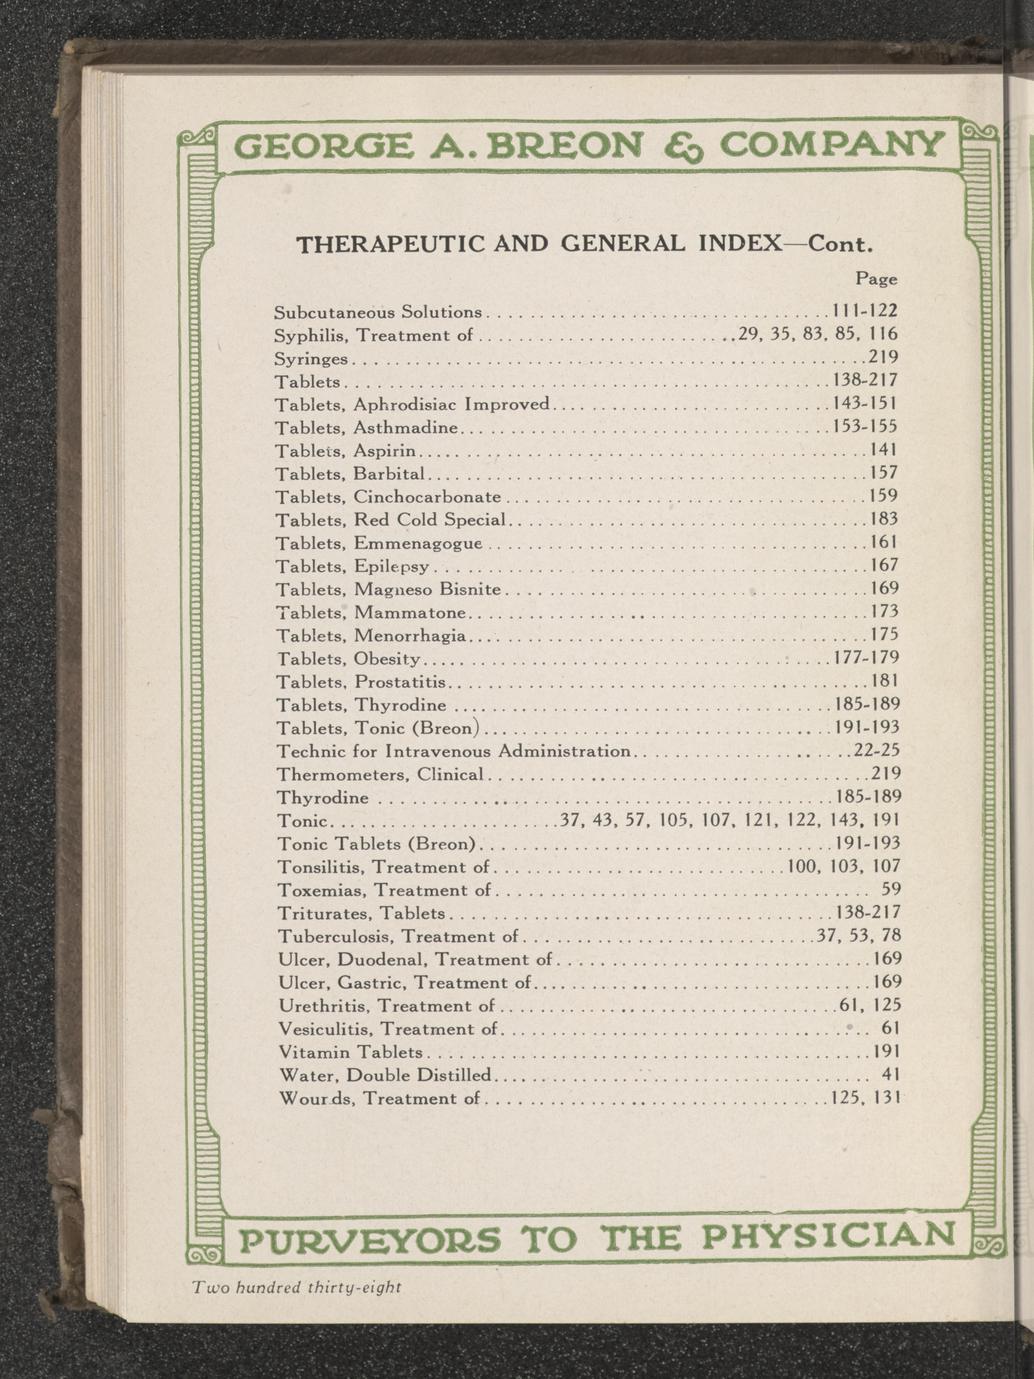 GEORGE A. BREON & COMPANY
THERAPEUTIC AND GENERAL INDEX—Cont.
Page
Subcutaneous Solutions . . . . . . . . . . 111-122
Syphilis, Treatment of . . . . . . . . . . 29, 35, 83, 85, 116
Syringes . . . . . . . . . . 219
Tablets . . . . . . . . . . 138-217
Tablets, Aphrodisiac Improved . . . . . . . . . . 143-151
Tablets, Asthmadine . . . . . . . . . . 153-155
Tablets, Aspirin . . . . . . . . . . 141
Tablets, Barbital . . . . . . . . . . 157
Tablets, Cinchocarbonate . . . . . . . . . . 159
Tablets, Red Cold Special . . . . . . . . . . 183
Tablets, Emmenagogue . . . . . . . . . . 161
Tablets, Epilepsy . . . . . . . . . . 167
Tablets, Magneso Bisnite . . . . . . . . . . 169
Tablets, Mammatone . . . . . . . . . . 173
Tablets, Menorrhagia . . . . . . . . . . 175
Tablets, Obesity . . . . . . . . . . 177-179
Tablets, Prostatitis . . . . . . . . . . 181
Tablets, Thyrodine . . . . . . . . . . 185-189
Tablets, Tonic (Breon) . . . . . . . . . . 191-193
Technic for Intravenous Administration . . . . . . . . . . 22-25
Thermometers, Clinical . . . . . . . . . . 219
Thyrodine . . . . . . . . . . 185-189
Tonic . . . . . . . . . . 37, 43, 57, 105, 107, 121, 122, 143, 191
Tonic Tablets (Breon) . . . . . . . . . . 191-193
Tonsilitis, Treatment of . . . . . . . . . . 100, 103, 107
Toxemias, Treatment of . . . . . . . . . . 59
Triturates, Tablets . . . . . . . . . . 138-217
Tuberculosis, Treatment of . . . . . . . . . . 37, 53, 78
Ulcer, Duodenal, Treatment of . . . . . . . . . . 169
Ulcer, Gastric, Treatment of . . . . . . . . . . 169
Urethritis, Treatment of . . . . . . . . . . 61, 125
Vesiculitis, Treatment of . . . . . . . . . . 61
Vitamin Tablets . . . . . . . . . . 191
Water, Double Distilled . . . . . . . . . . 41
Wounds, Treatment of . . . . . . . . . . 125, 131
PURVEYORS TO THE PHYSICIAN
Two hundred thirty-eight